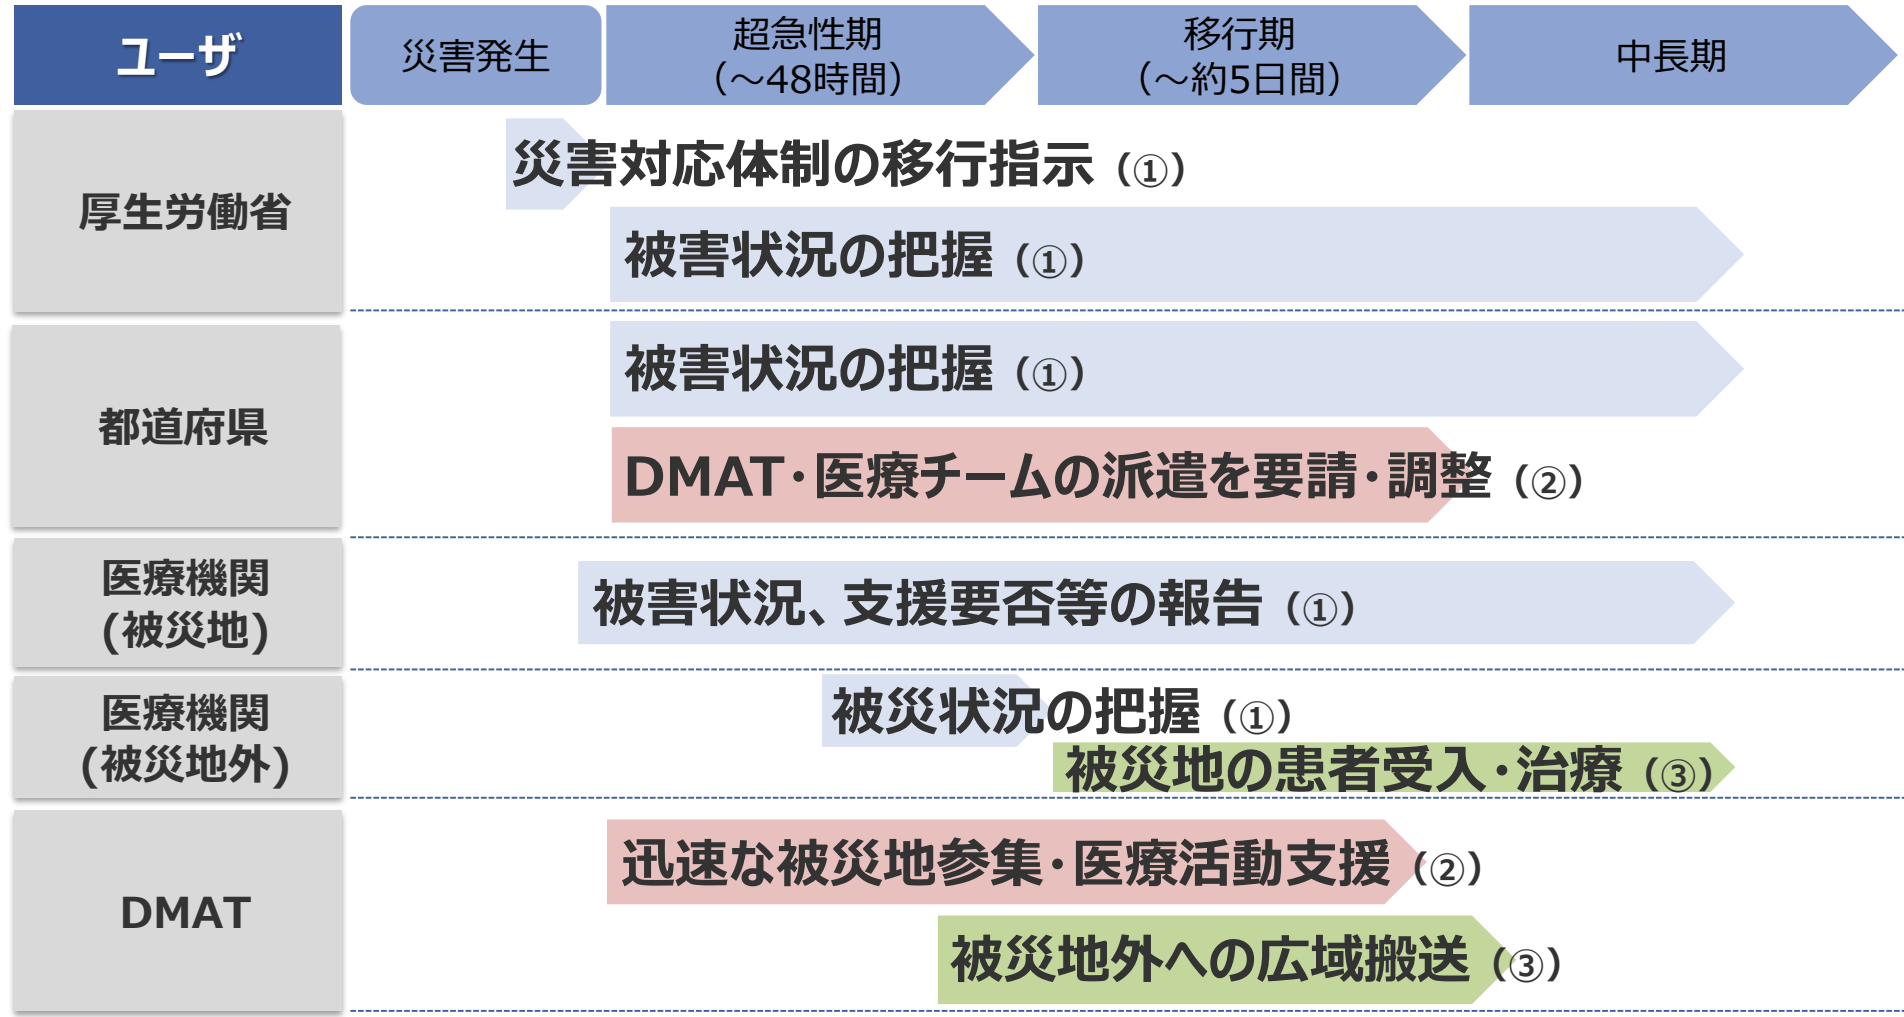 ユーザ
災害発生
超急性期
（～48時間）
移行期
（～約5日間）
中長期
厚生労働省
災害対応体制の移行指示（①）
被害状況の把握（①）
都道府県
被害状況の把握（①）
DMAT・医療チームの派遣を要請・調整（②）
医療機関
(被災地)
被害状況、支援要否等の報告（①）
医療機関
(被災地外)
被災状況の把握（①）
被災地の患者受入・治療（③）
DMAT
迅速な被災地参集・医療活動支援（②）
被災地外への広域搬送（③）